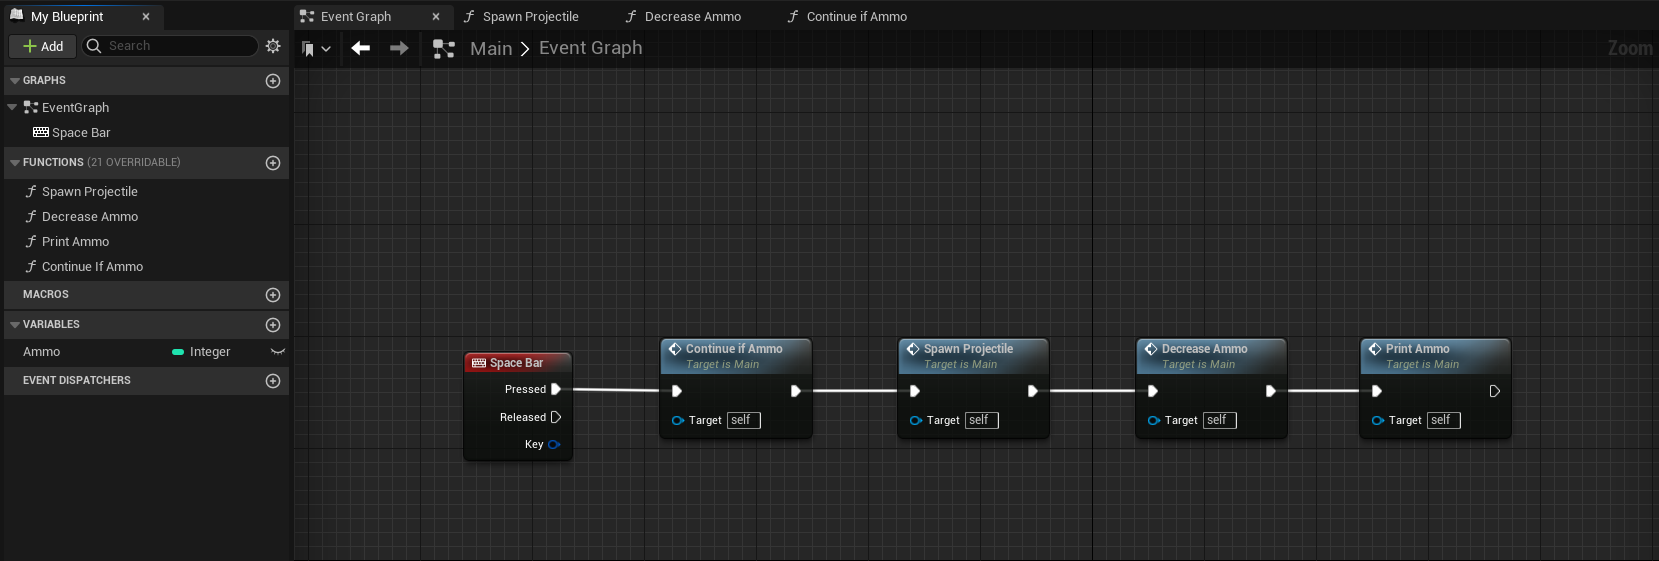 My Blueprint
Add
Search
GRAPHS
EventGraph
Space Bar
FUNCTIONS (21 OVERRIDABLE)
Spawn Projectile
Decrease Ammo
Print Ammo
Continue If Ammo
MACROS
VARIABLES
Ammo Integer
EVENT DISPATCHERS
Event Graph
Spawn Projectile
Decrease Ammo
Continue if Ammo
Main > Event Graph
Zoom
Space Bar
Pressed
Released
Key
Continue if Ammo
Target is Main
Target self
Spawn Projectile
Target is Main
Target self
Decrease Ammo
Target is Main
Target self
Print Ammo
Target is Main
Target self